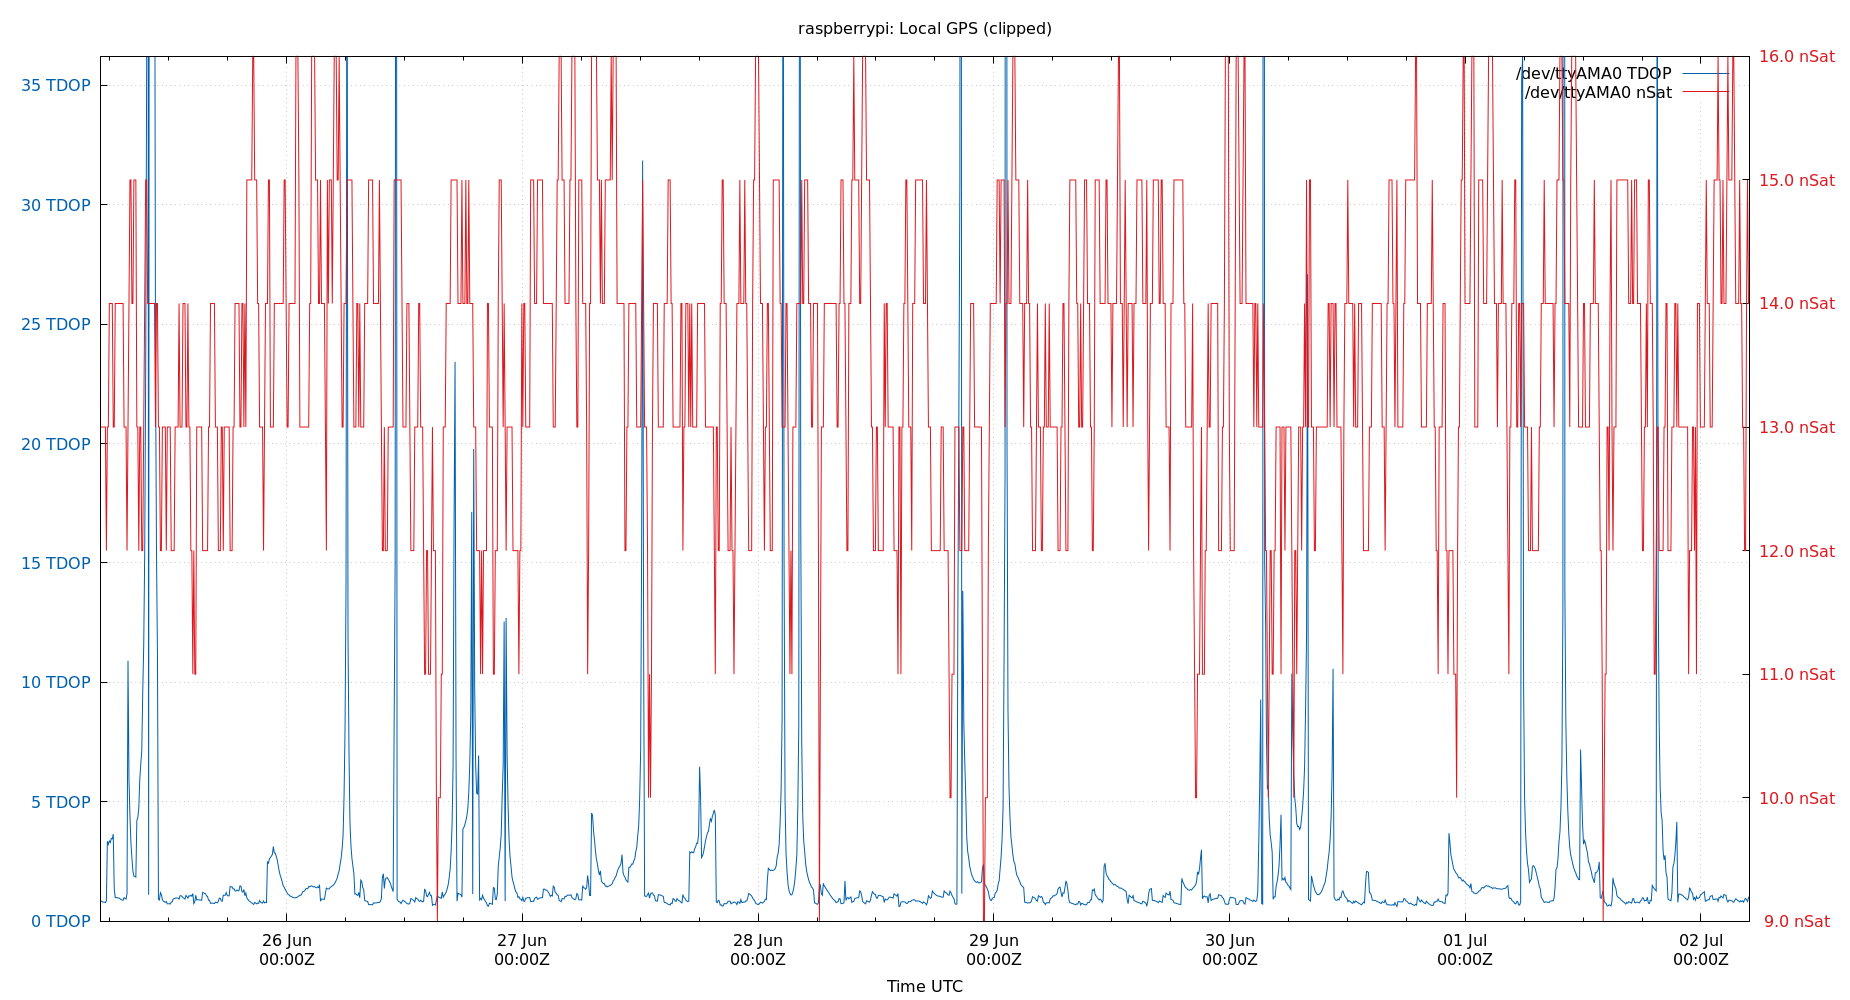 raspberrypi: Local GPS (clipped)
/dev/ttyAMA0 TDOP
/dev/ttyAMA0 nSat
35 TDOP
30 TDOP
25 TDOP
20 TDOP
15 TDOP
10 TDOP
5 TDOP
0 TDOP
16.0 nSat
15.0 nSat
14.0 nSat
13.0 nSat
12.0 nSat
11.0 nSat
10.0 nSat
9.0 nSat
26 Jun
00:00Z
27 Jun
00:00Z
28 Jun
00:00Z
29 Jun
00:00Z
30 Jun
00:00Z
01 Jul
00:00Z
02 Jul
00:00Z
Time UTC